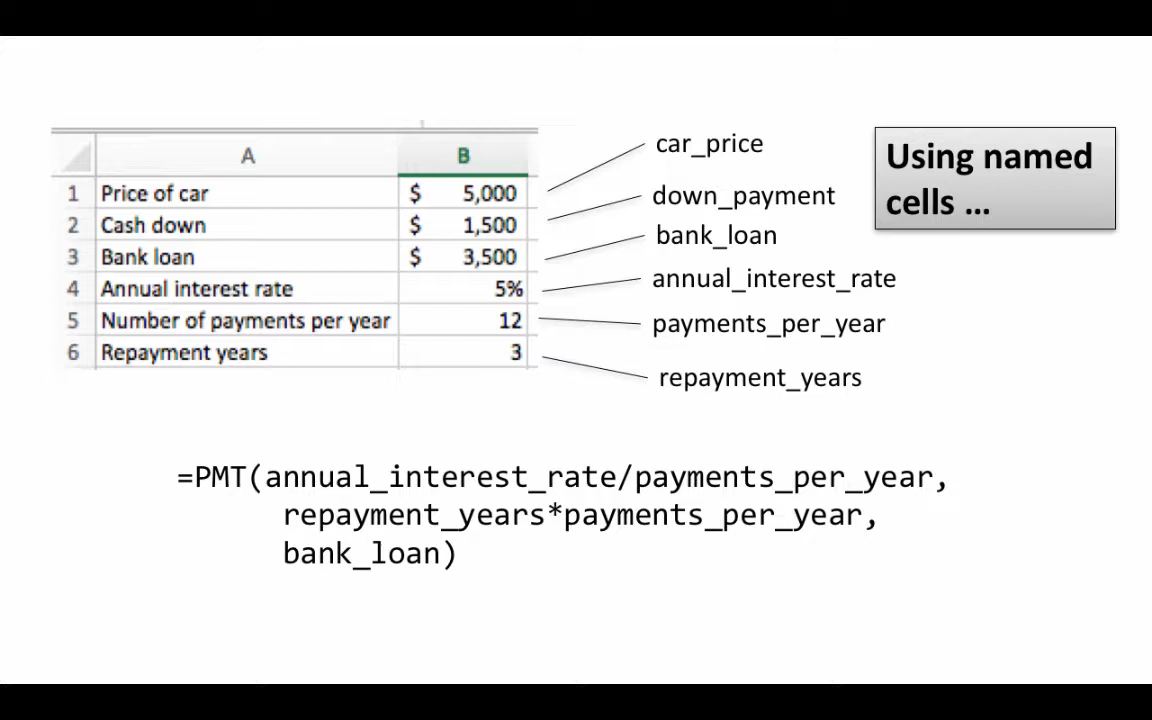 A B
1 Price of car $ 5,000 car_price
2 Cash down $ 1,500 down_payment
3 Bank loan $ 3,500 bank_loan
4 Annual interest rate 5% annual_interest_rate
5 Number of payments per year 12 payments_per_year
6 Repayment years 3 repayment_years
Using named
cells ...
=PMT(annual_interest_rate/payments_per_year,
repayment_years*payments_per_year,
bank_loan)